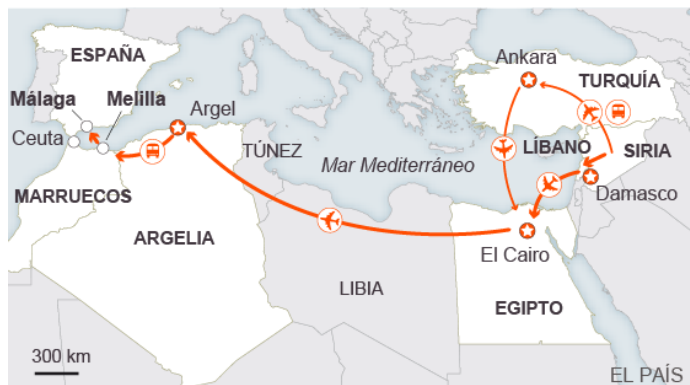 ESPAÑA
Málaga
Melilla
Ceuta
Argel
TÚNEZ
MARRUECOS
ARGELIA
Mar Mediterráneo
LIBIA
Ankara
TURQUÍA
LÍBANO
SIRIA
Damasco
El Cairo
EGIPTO
300 km
EL PAÍS